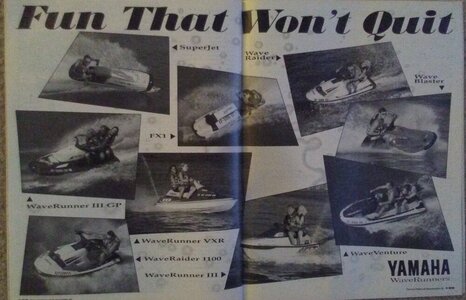 Fun That Won't Quit
SuperJet
Wave
Raider
Wave
Blaster
FX1
WaveRunner III GP
WaveRunner VXR
WaveRaider 1100
WaveRunner III
WaveVenture
YAMAHA
WaveRunners